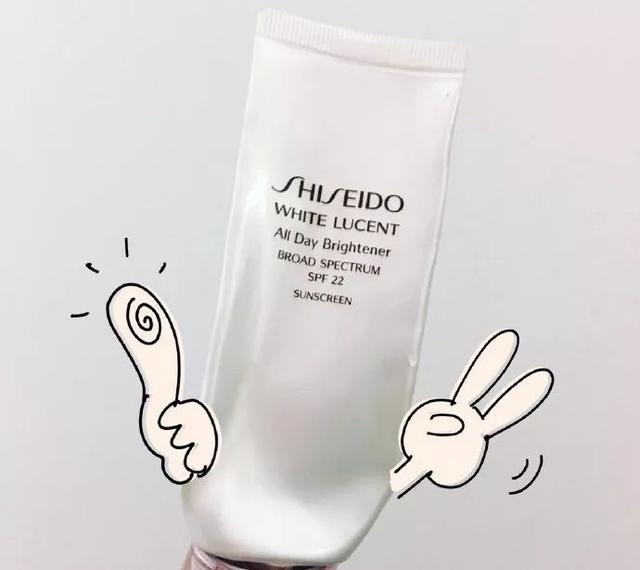 SHISEIDO
WHITE LUCENT
All Day Brightener
BROAD SPECTRUM
SPF 22
SUNSCREEN